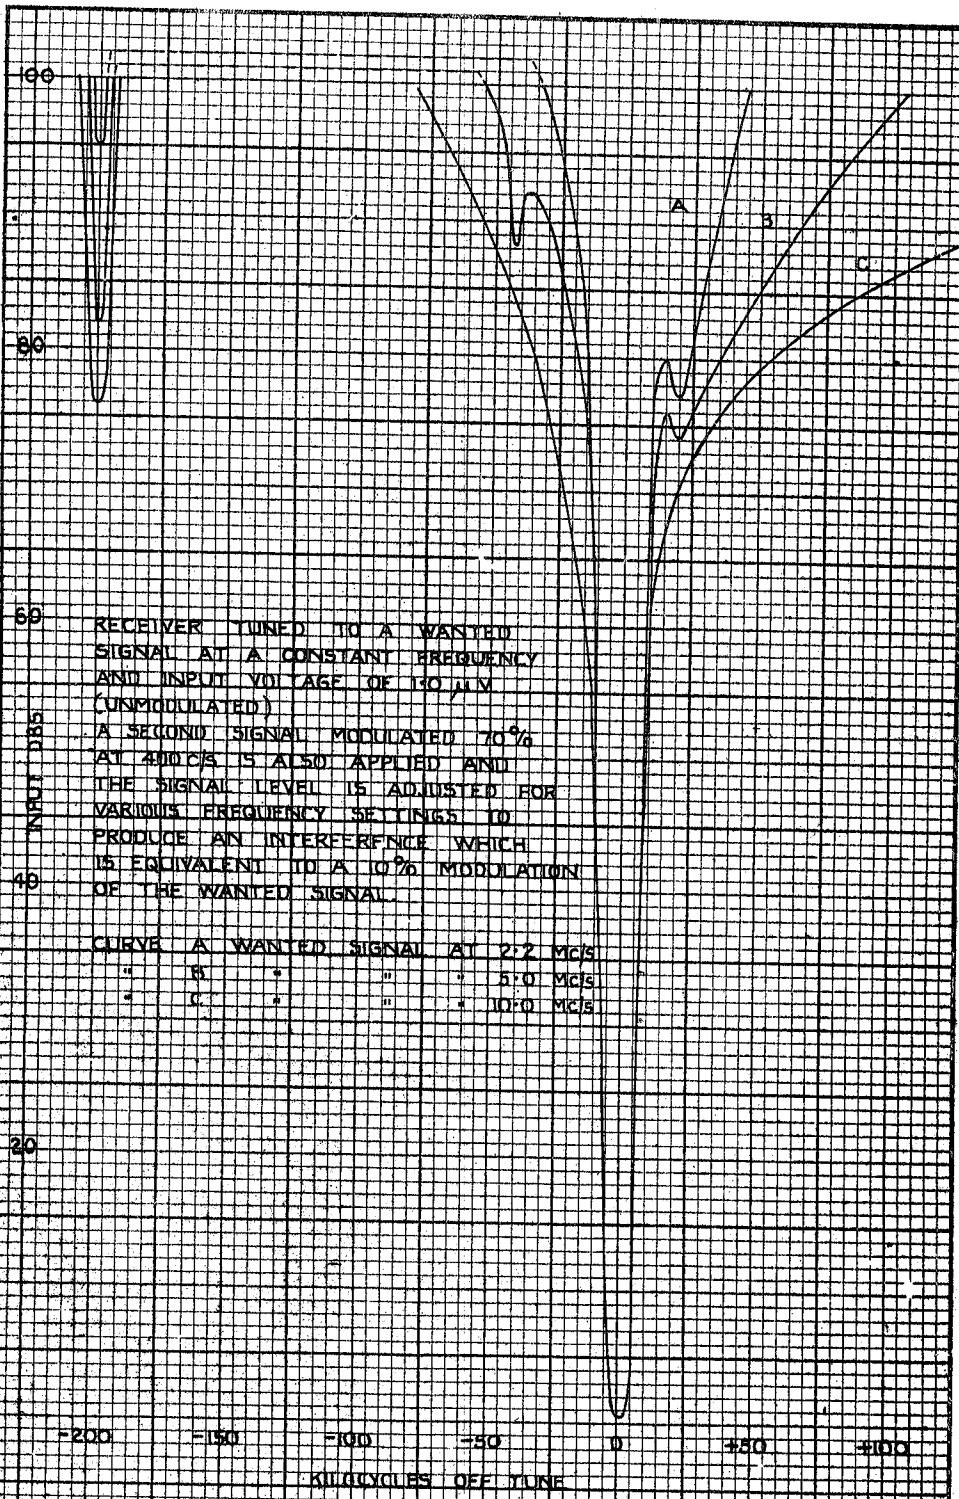 100
A
B
C
80
60
RECEIVER TUNED TO A WANTED
SIGNAL AT A CONSTANT FREQUENCY
AND INPUT VOLTAGE OF 1·0 μV
(UNMODULATED)
A SECOND SIGNAL MODULATED 70%
AT 400 C/S IS ALSO APPLIED AND
THE SIGNAL LEVEL IS ADJUSTED FOR
VARIOUS FREQUENCY SETTINGS TO
PRODUCE AN INTERFERENCE WHICH
IS EQUIVALENT TO A 10% MODULATION
OF THE WANTED SIGNAL.
INPUT DBS
40
CURVE A WANTED SIGNAL AT 2·2 MC/S
" B " " " 5·0 MC/S
" C " " " 10·0 MC/S
20
-200 -150 -100 -50 0 +50 +100
KILOCYCLES OFF TUNE